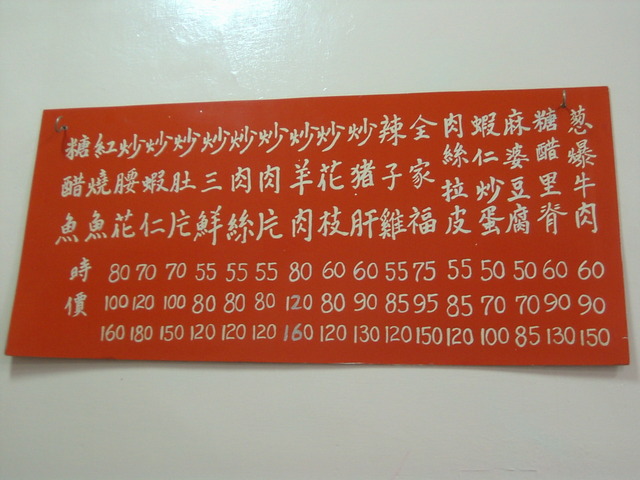 葱爆牛肉 60 90 150
糖醋里脊 60 90 130
麻婆豆腐 50 70 85
蝦仁炒蛋 50 70 100
肉絲拉皮 55 85 120
全家福 75 95 150
辣子雞 55 85 120
炒猪肝 60 90 130
炒花枝 60 80 120
炒羊肉 80 120 160
炒肉片 55 80 120
炒肉絲 55 80 120
炒三鮮 55 80 120
炒肚片 70 100 150
炒蝦仁 70 120 180
炒腰花 80 100 160
紅燒魚
糖醋魚 時價